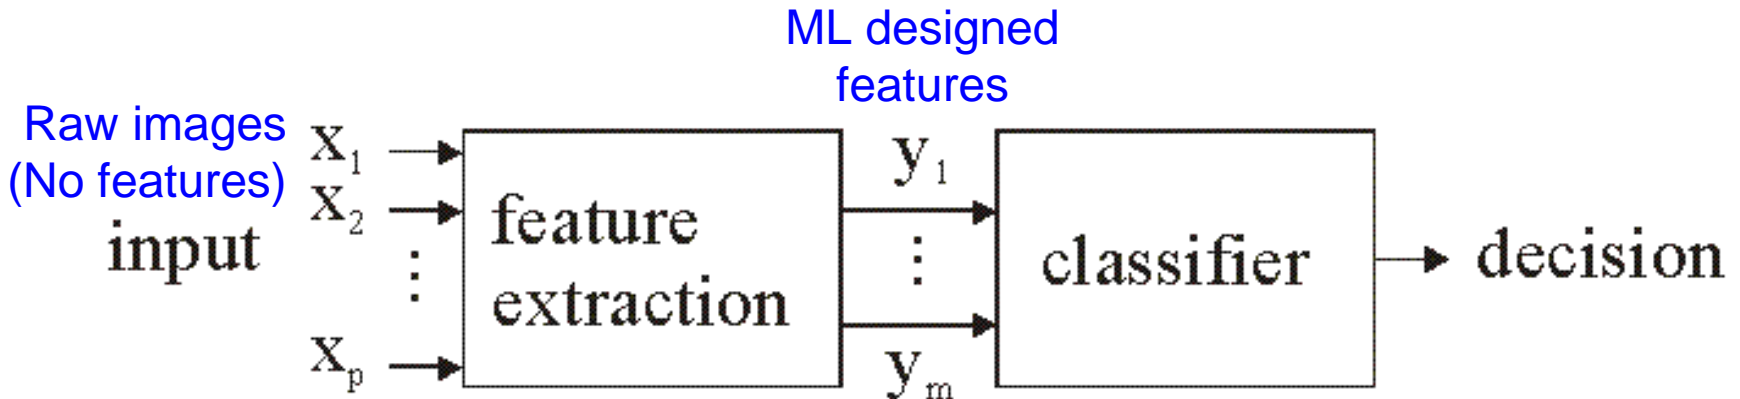 ML designed
features
Raw images
(No features)
input
x₁
x₂
⋮
xₚ
feature
extraction
y₁
⋮
yₘ
classifier
decision